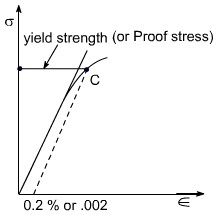 σ
yield strength (or Proof stress)
C
0.2 % or .002
∈